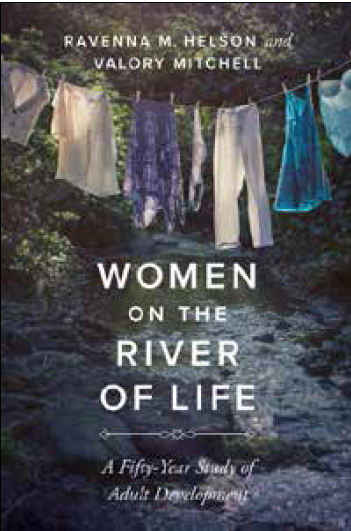 RAVENNA M. HELSON and
VALORY MITCHELL
WOMEN
ON THE
RIVER
OF LIFE
A Fifty-Year Study of
Adult Development